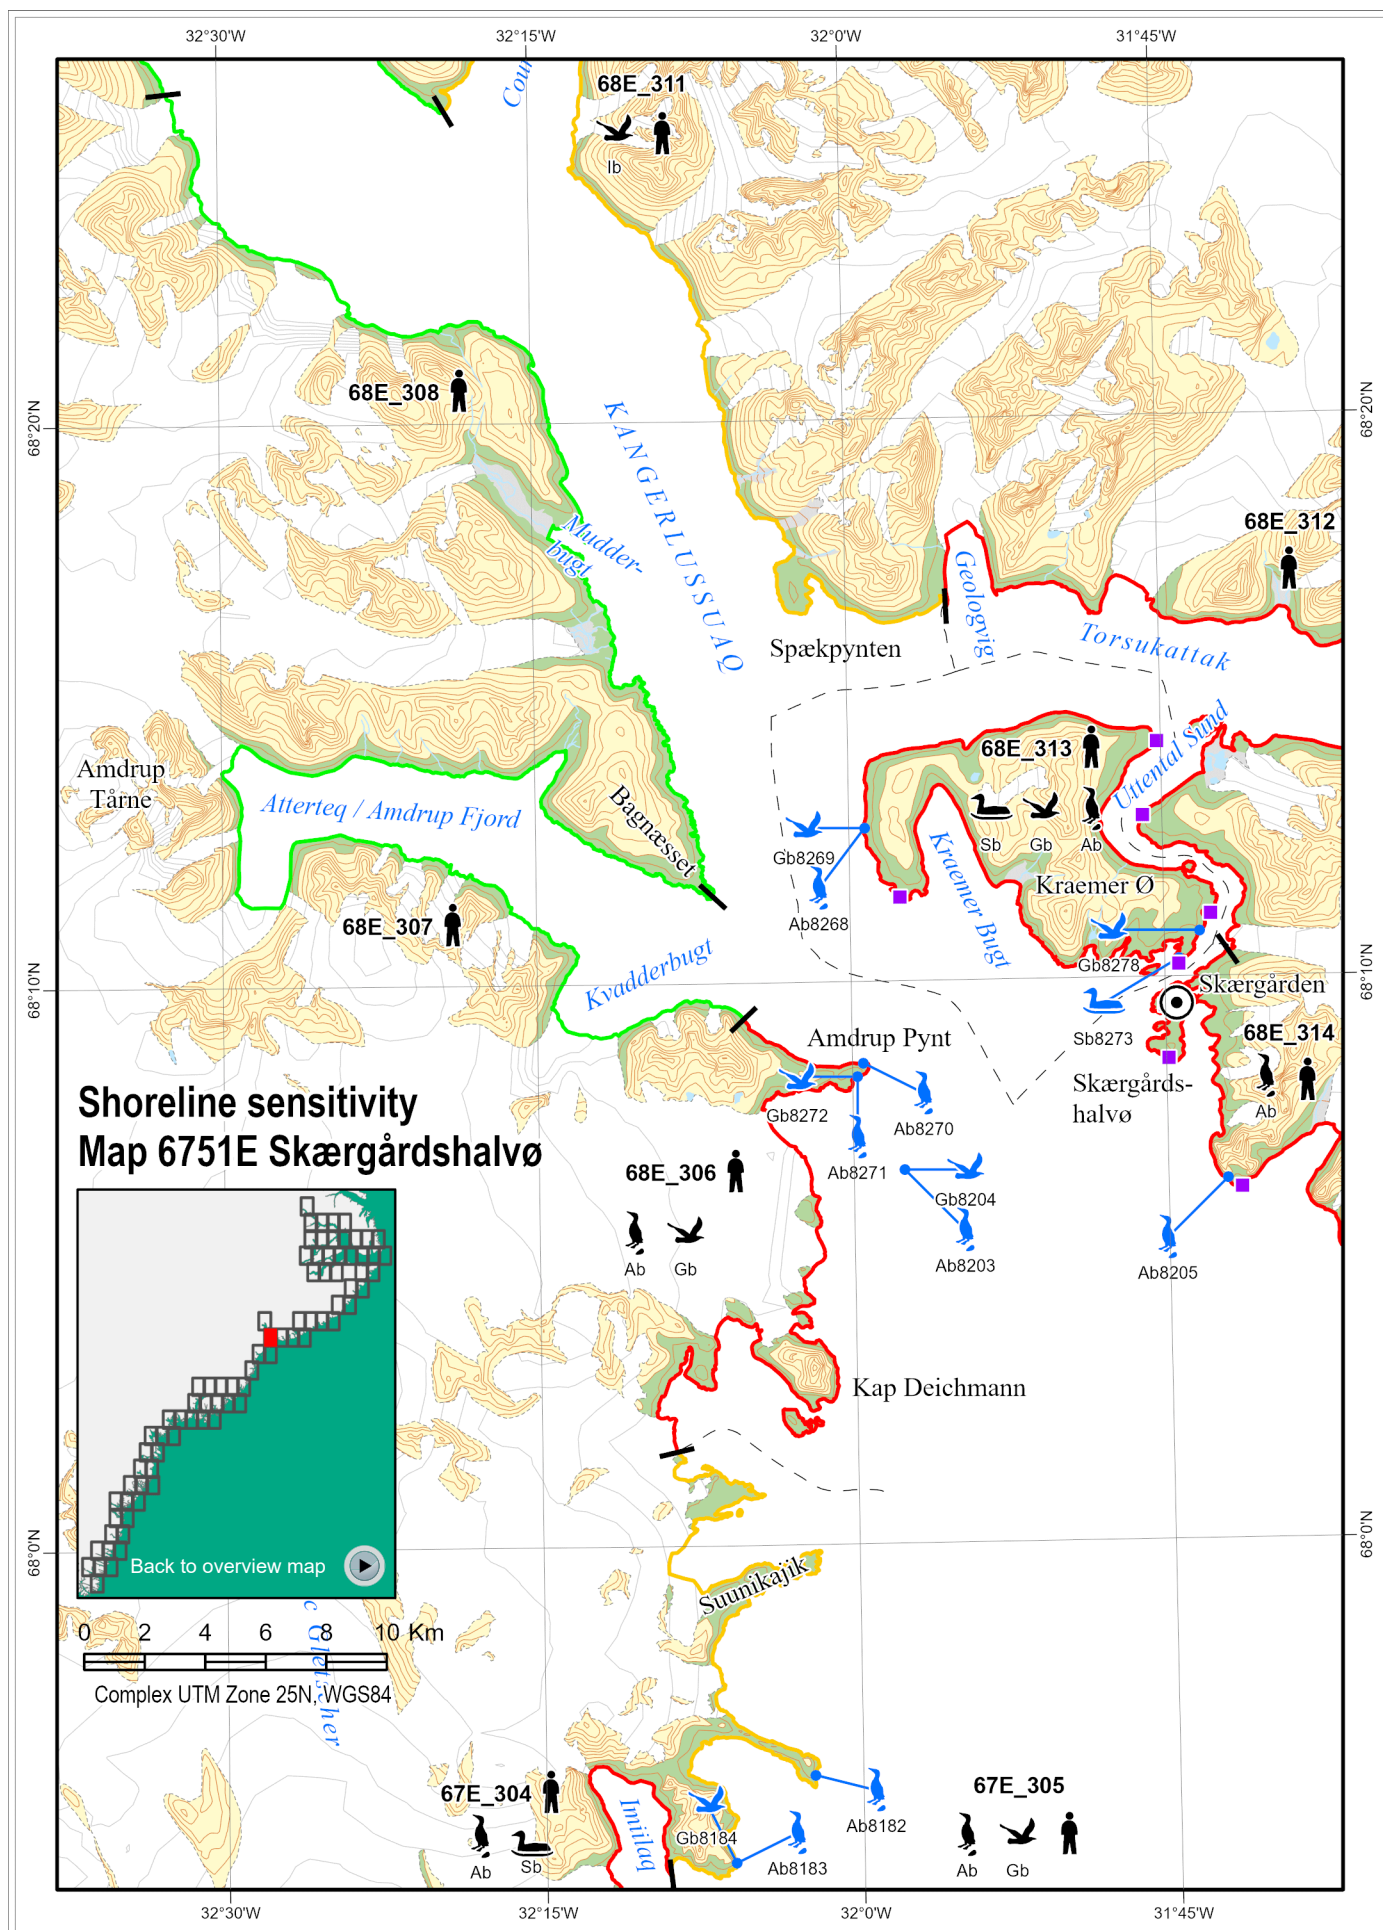 32°30'W
32°15'W
32°0'W
31°45'W
68E_311
Ib
68E_308
68°20'N
68°20'N
KANGERLUSSUAQ
68E_312
Mudder-
bugt
Geologvig
Torsukattak
Spækpynten
Uttental Sund
68E_313
Amdrup
Tårne
Atterteq / Amdrup Fjord
Bagnæsset
Sb
Gb
Ab
Gb8269
Kraemer Bugt
Kraemer Ø
68E_307
Ab8268
Gb8278
68°10'N
68°10'N
Kvadderbugt
Skærgården
Sb8273
Amdrup Pynt
68E_314
Skærgårds-
halvø
Ab
Gb8272
Ab8270
Shoreline sensitivity
Map 6751E Skærgårdshalvø
68E_306
Ab8271
Gb8204
Ab
Gb
Ab8203
Ab8205
Kap Deichmann
68°0'N
68°0'N
Back to overview map
Suunikajik
c Gletscher
0 2 4 6 8 10 Km
Complex UTM Zone 25N, WGS84
67E_304
67E_305
Imiilaq
Gb8184
Ab8182
Ab
Sb
Ab8183
Ab
Gb
32°30'W
32°15'W
32°0'W
31°45'W